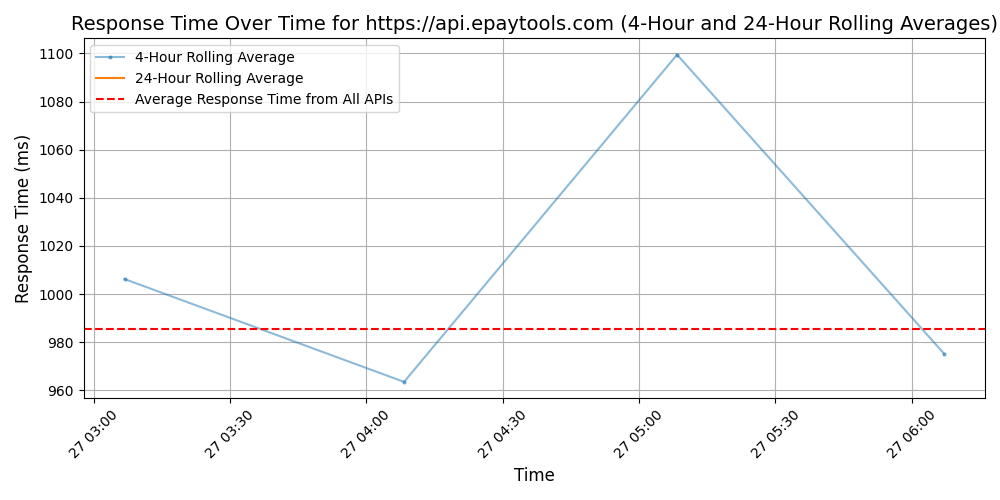 Response Time Over Time for https://api.epaytools.com (4-Hour and 24-Hour Rolling Averages)
4-Hour Rolling Average
24-Hour Rolling Average
Average Response Time from All APIs
Response Time (ms)
1100
1080
1060
1040
1020
1000
980
960
27 03:00
27 03:30
27 04:00
27 04:30
27 05:00
27 05:30
27 06:00
Time